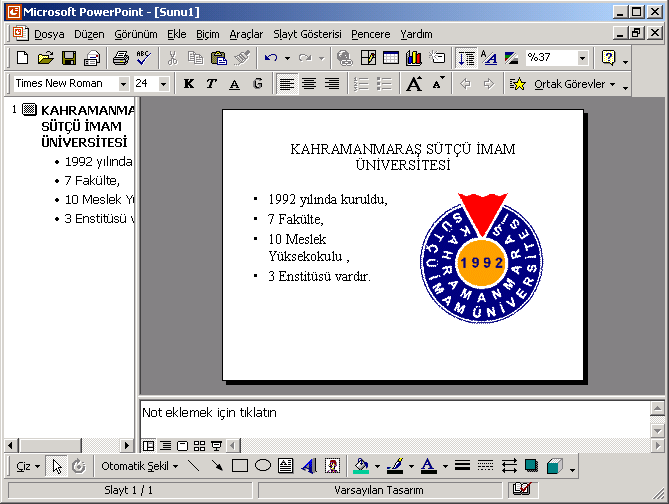 Microsoft PowerPoint - [Sunu1]
Dosya Düzen Görünüm Ekle Biçim Araçlar Slayt Gösterisi Pencere Yardım
%37
Times New Roman 24 K T A G Ortak Görevler
1 KAHRAMANMA
SÜTÇÜ İMAM
ÜNİVERSİTESİ
• 1992 yılında
• 7 Fakülte,
• 10 Meslek Yü
• 3 Enstitüsü v
KAHRAMANMARAŞ SÜTÇÜ İMAM
ÜNİVERSİTESİ
• 1992 yılında kuruldu,
• 7 Fakülte,
• 10 Meslek
Yüksekokulu ,
• 3 Enstitüsü vardır.
KAHRAMANMARAŞ
SÜTÇÜ İMAM ÜNİVERSİTESİ
1992
Not eklemek için tıklatın
Çiz Otomatik Şekil
Slayt 1 / 1 Varsayılan Tasarım